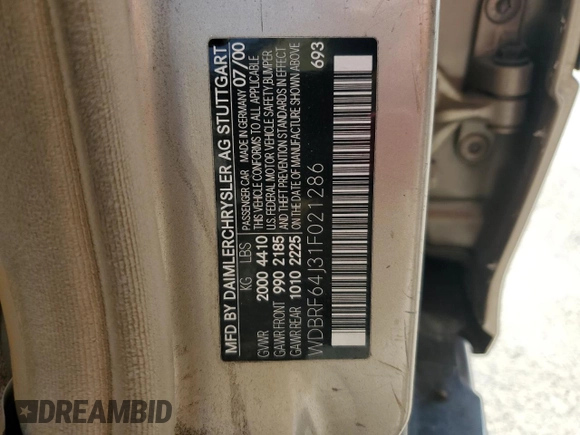 MFD BY DAIMLERCHRYSLER AG STUTTGART
PASSENGER CAR MADE IN GERMANY 07/00
KG LBS THIS VEHICLE CONFORMS TO ALL APPLICABLE
GVWR 2000 4410 U.S. FEDERAL MOTOR VEHICLE SAFETY, BUMPER
GAWR FRONT 990 2185 AND THEFT PREVENTION STANDARDS IN EFFECT
GAWR REAR 1010 2225 ON THE DATE OF MANUFACTURE SHOWN ABOVE
WDBRF64J31F021286 693
DREAMBID